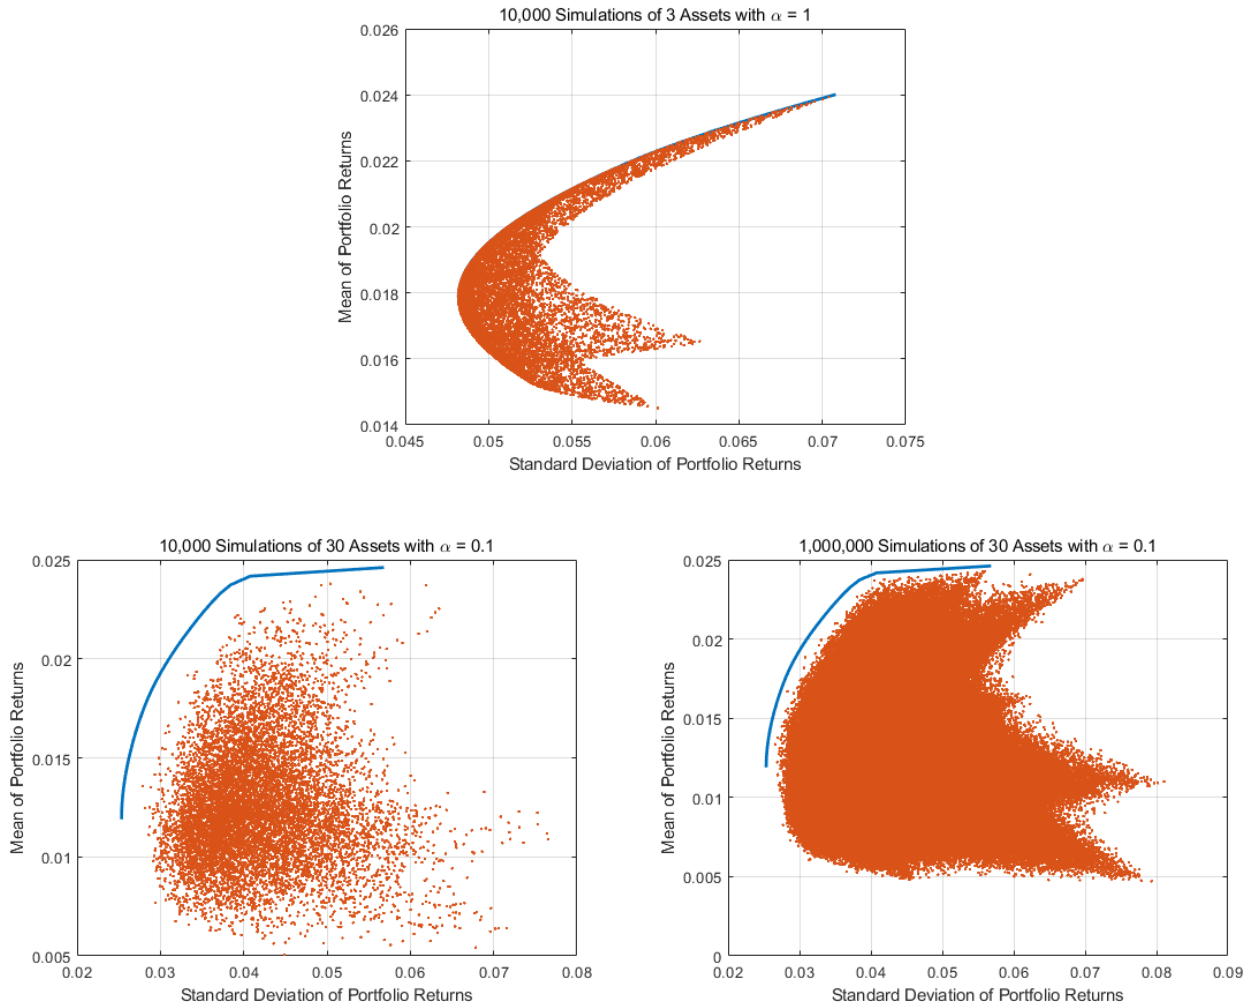 10,000 Simulations of 3 Assets with α = 1
0.026
0.024
0.022
0.02
0.018
0.016
0.014
Mean of Portfolio Returns
0.045 0.05 0.055 0.06 0.065 0.07 0.075
Standard Deviation of Portfolio Returns
10,000 Simulations of 30 Assets with α = 0.1
0.025
0.02
0.015
0.01
0.005
Mean of Portfolio Returns
0.02 0.03 0.04 0.05 0.06 0.07 0.08
Standard Deviation of Portfolio Returns
1,000,000 Simulations of 30 Assets with α = 0.1
0.025
0.02
0.015
0.01
0.005
0
Mean of Portfolio Returns
0.02 0.03 0.04 0.05 0.06 0.07 0.08 0.09
Standard Deviation of Portfolio Returns